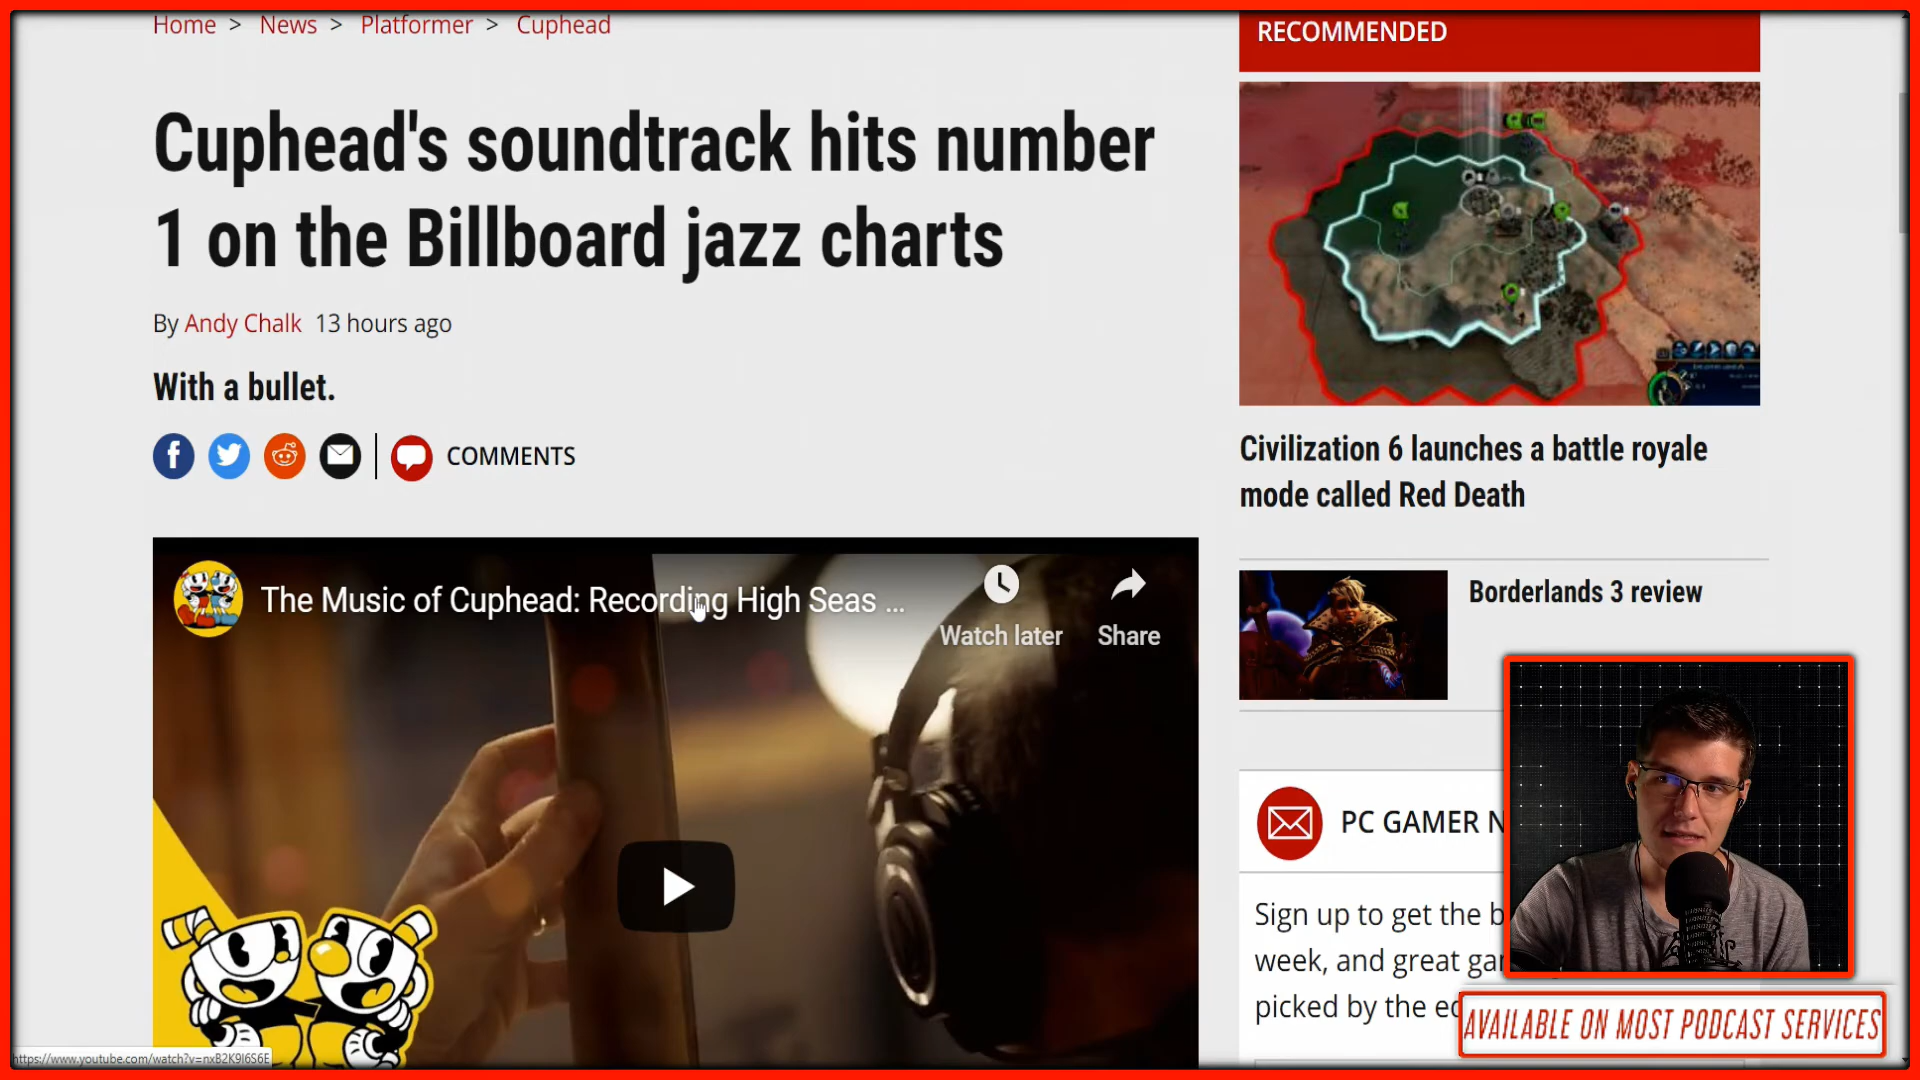 Home > News > Platformer > Cuphead
Cuphead's soundtrack hits number
1 on the Billboard jazz charts
By Andy Chalk 13 hours ago
With a bullet.
COMMENTS
The Music of Cuphead: Recording High Seas ...
Watch later
Share
RECOMMENDED
Civilization 6 launches a battle royale
mode called Red Death
Borderlands 3 review
PC GAMER N
Sign up to get the b
week, and great ga
picked by the ed
AVAILABLE ON MOST PODCAST SERVICES
https://www.youtube.com/watch?v=nxB2K9I6S6E